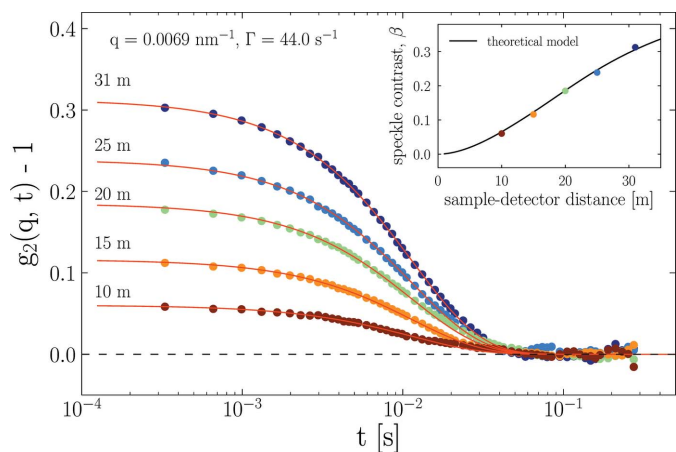 0.4
0.3
0.2
0.1
0.0
g₂(q, t) - 1
q = 0.0069 nm⁻¹, Γ = 44.0 s⁻¹
31 m
25 m
20 m
15 m
10 m
10⁻⁴
10⁻³
10⁻²
10⁻¹
t [s]
speckle contrast, β
0.3
0.2
0.1
0.0
theoretical model
0
10
20
30
sample-detector distance [m]